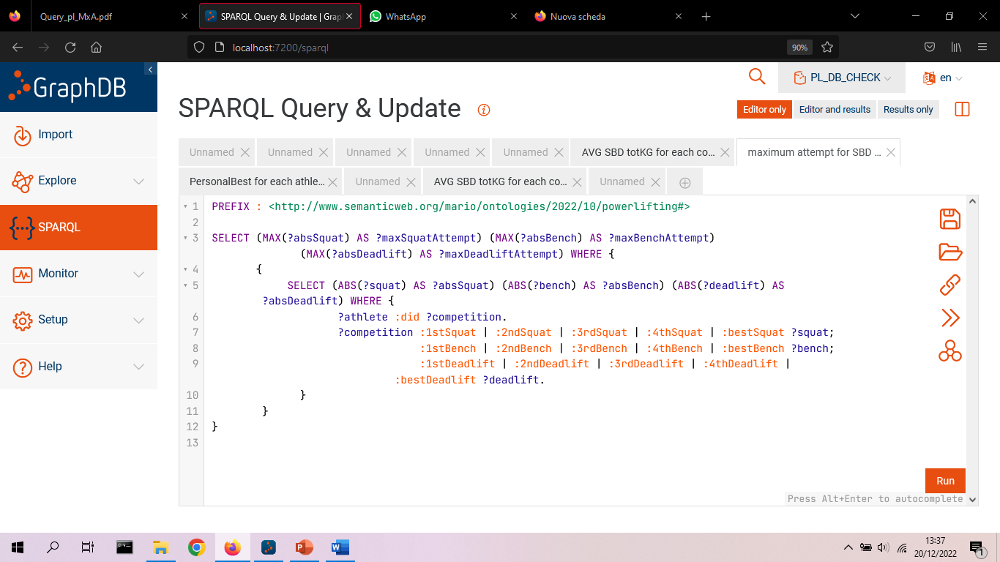 Query_pl_MxA.pdf
SPARQL Query & Update | Grap
WhatsApp
Nuova scheda
localhost:7200/sparql
90%
GraphDB
PL_DB_CHECK
en
SPARQL Query & Update
Editor only
Editor and results
Results only
Import
Explore
SPARQL
Monitor
Setup
Help
Unnamed
Unnamed
Unnamed
Unnamed
Unnamed
AVG SBD totKG for each co...
maximum attempt for SBD ...
PersonalBest for each athle...
Unnamed
AVG SBD totKG for each co...
Unnamed
1 PREFIX : <http://www.semanticweb.org/mario/ontologies/2022/10/powerlifting#>
2
3 SELECT (MAX(?absSquat) AS ?maxSquatAttempt) (MAX(?absBench) AS ?maxBenchAttempt)
(MAX(?absDeadlift) AS ?maxDeadliftAttempt) WHERE {
4 {
5 SELECT (ABS(?squat) AS ?absSquat) (ABS(?bench) AS ?absBench) (ABS(?deadlift) AS
?absDeadlift) WHERE {
6 ?athlete :did ?competition.
7 ?competition :1stSquat | :2ndSquat | :3rdSquat | :4thSquat | :bestSquat ?squat;
8 :1stBench | :2ndBench | :3rdBench | :4thBench | :bestBench ?bench;
9 :1stDeadlift | :2ndDeadlift | :3rdDeadlift | :4thDeadlift |
:bestDeadlift ?deadlift.
10 }
11 }
12 }
13
Run
Press Alt+Enter to autocomplete
13:37
20/12/2022
1